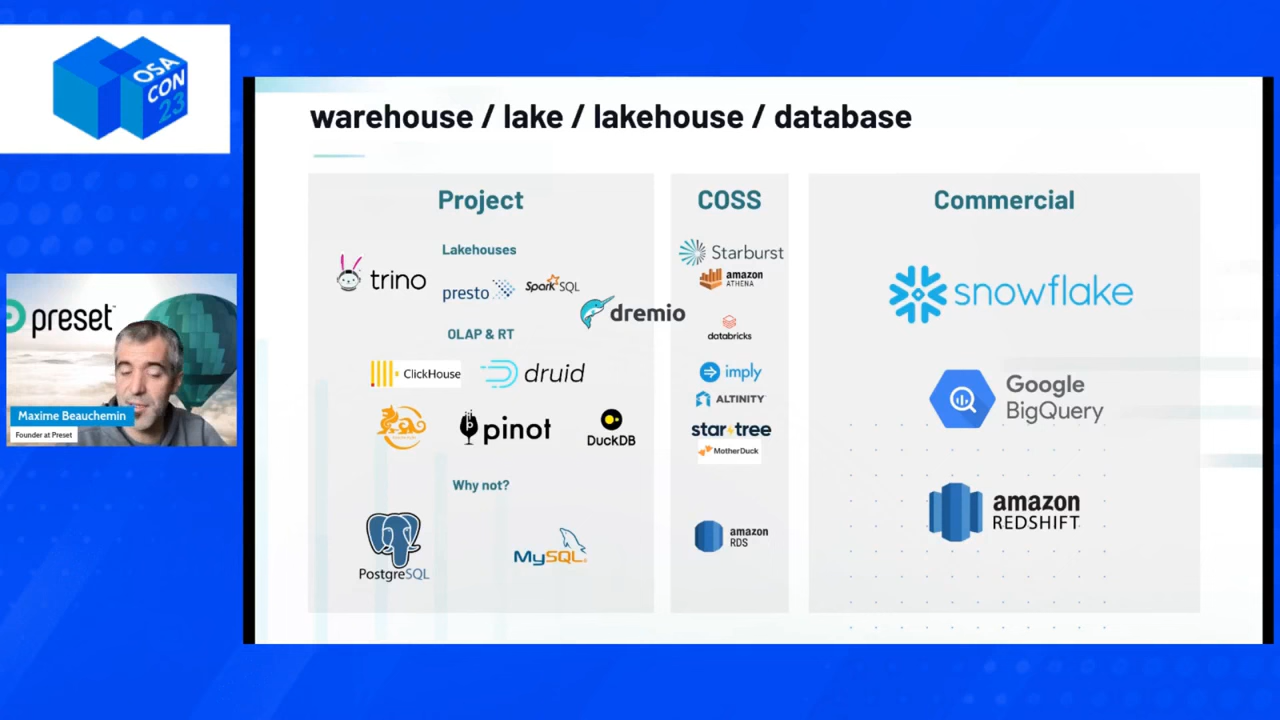 OSA
CON
23
preset
Maxime Beauchemin
Founder at Preset
warehouse / lake / lakehouse / database
Project
Lakehouses
trino
presto
Spark SQL
dremio
OLAP & RT
ClickHouse
druid
pinot
DuckDB
Why not?
PostgreSQL
MySQL
COSS
Starburst
amazon
ATHENA
databricks
imply
ALTINITY
startree
MotherDuck
amazon
RDS
Commercial
snowflake
Google
BigQuery
amazon
REDSHIFT